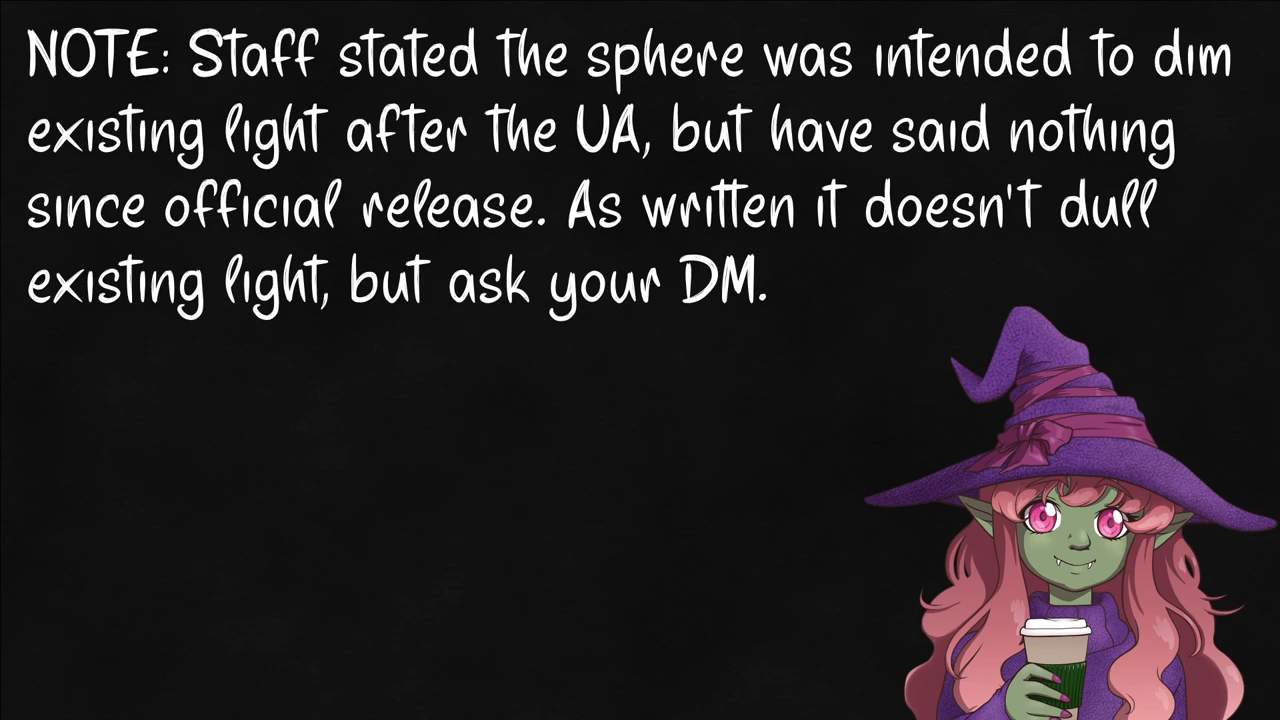 NOTE: Staff stated the sphere was intended to dim
existing light after the UA, but have said nothing
since official release. As written it doesn't dull
existing light, but ask your DM.